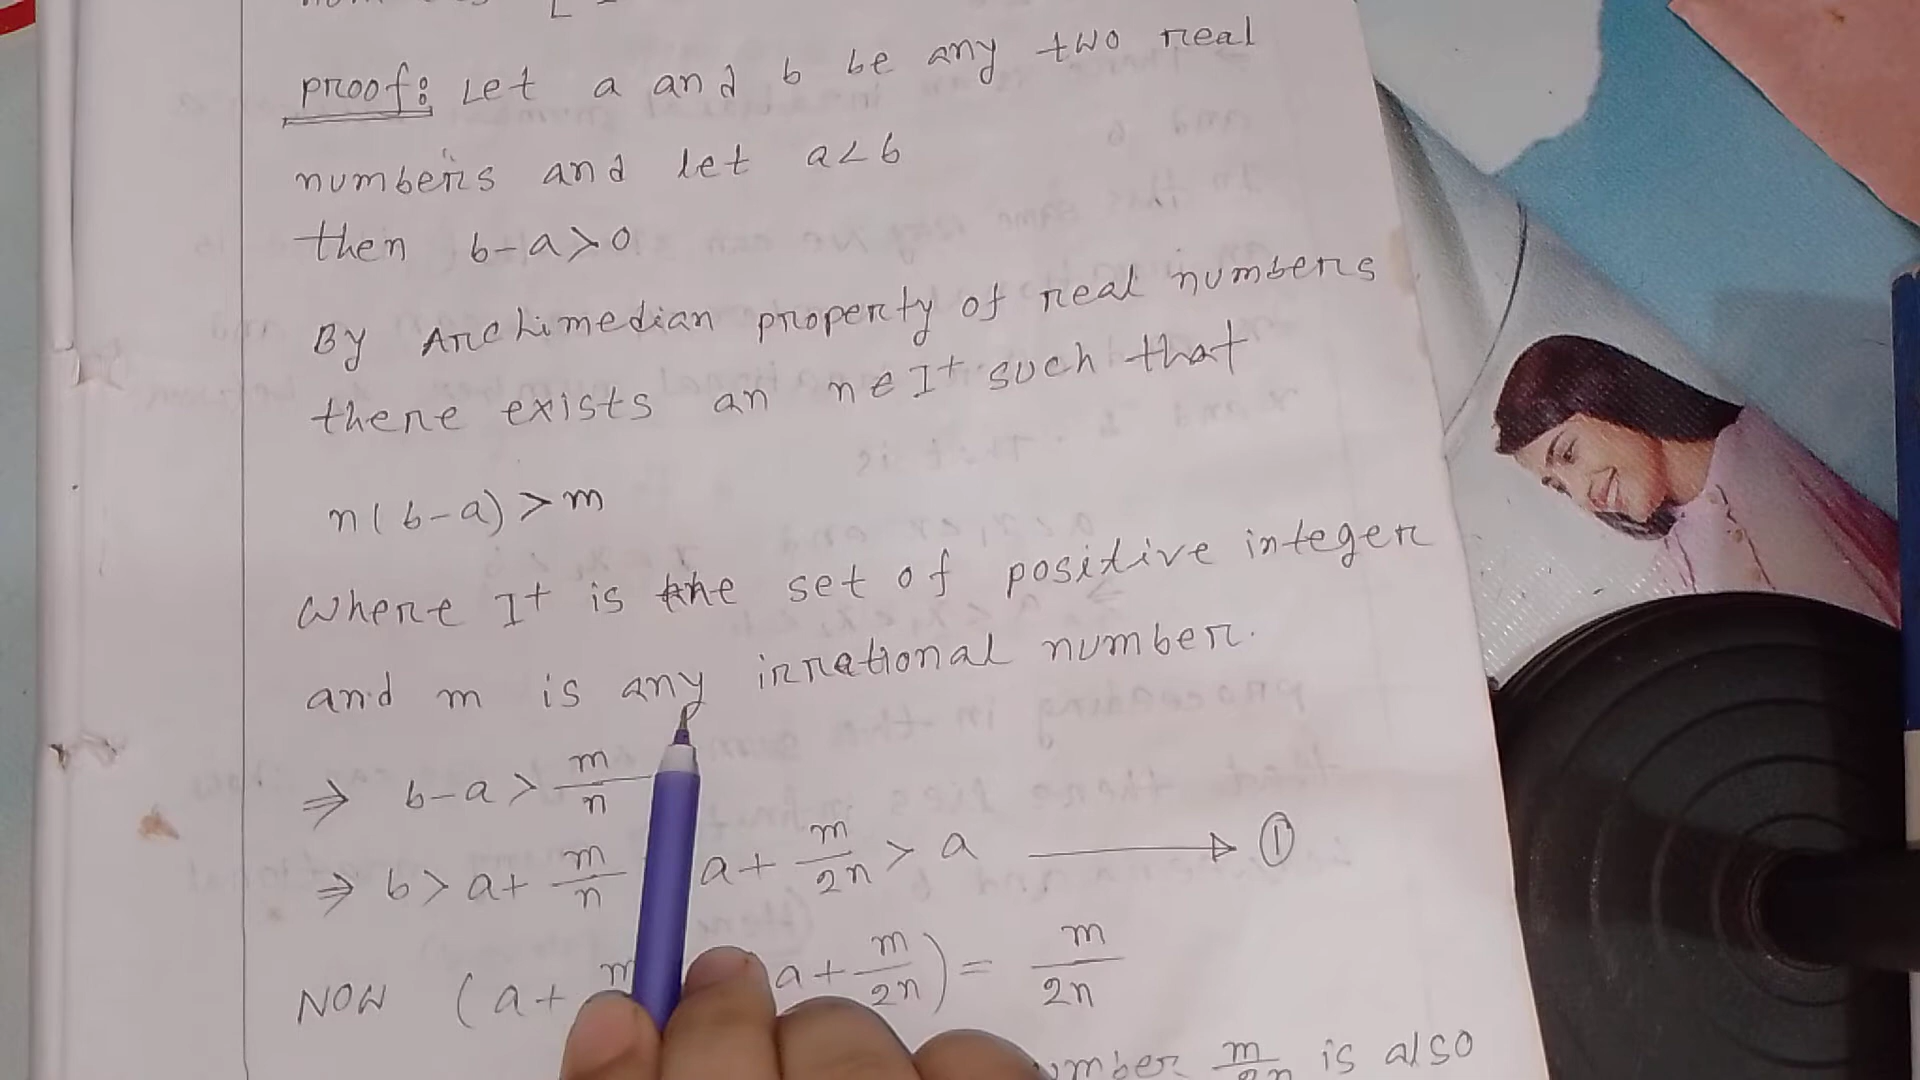 proof: Let a and b be any two real
numbers and let a<b
then b-a>0
By Archimedian property of real numbers
there exists an n∈I+ such that
n(b-a)>m
where I+ is the set of positive integer
and m is any irrational number.
⇒ b-a> m/n
⇒ b> a+ m/n a+ m/2n > a → ①
NOW (a+ m a+ m/2n) = m/2n
is also